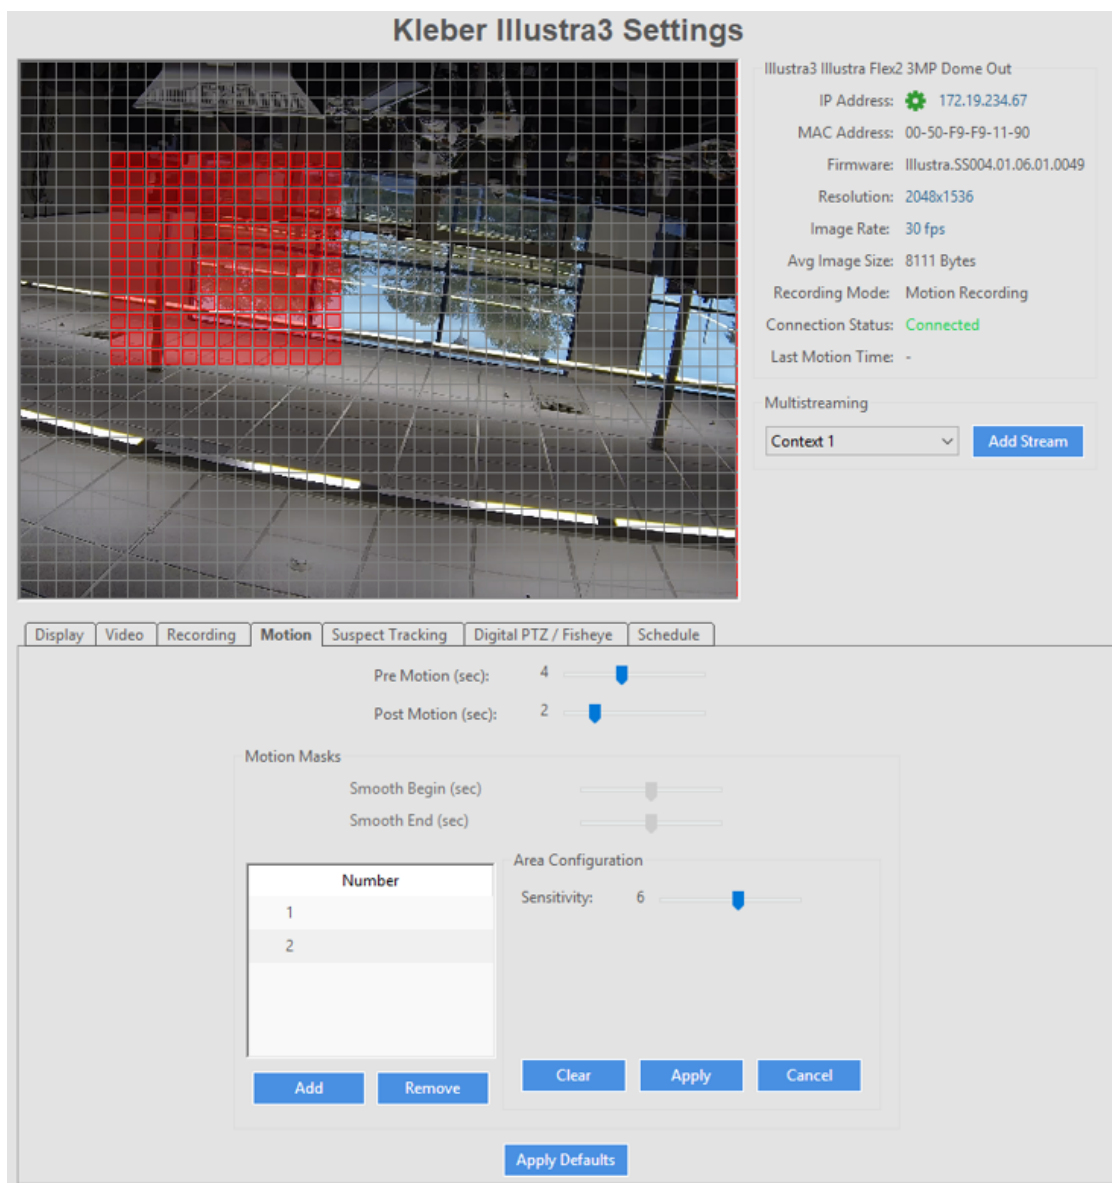 Kleber Illustra3 Settings
Illustra3 Illustra Flex2 3MP Dome Out
IP Address: 172.19.234.67
MAC Address: 00-50-F9-F9-11-90
Firmware: Illustra.SS004.01.06.01.0049
Resolution: 2048x1536
Image Rate: 30 fps
Avg Image Size: 8111 Bytes
Recording Mode: Motion Recording
Connection Status: Connected
Last Motion Time: -
Multistreaming
Context 1 Add Stream
Display Video Recording Motion Suspect Tracking Digital PTZ / Fisheye Schedule
Pre Motion (sec): 4
Post Motion (sec): 2
Motion Masks
Smooth Begin (sec)
Smooth End (sec)
Number
1
2
Add Remove
Area Configuration
Sensitivity: 6
Clear Apply Cancel
Apply Defaults